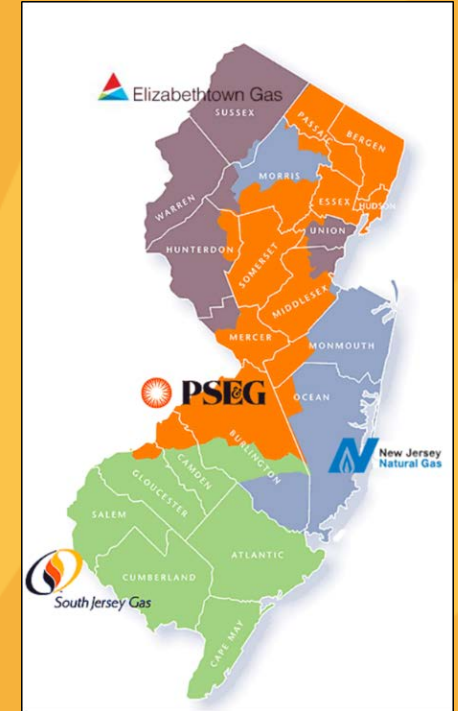 Elizabethtown Gas
SUSSEX
PASSAIC
BERGEN
MORRIS
WARREN
ESSEX
HUDSON
UNION
HUNTERDON
SOMERSET
MIDDLESEX
MERCER
MONMOUTH
PSEG
OCEAN
BURLINGTON
New Jersey
Natural Gas
CAMDEN
GLOUCESTER
SALEM
ATLANTIC
CUMBERLAND
South Jersey Gas
CAPE MAY